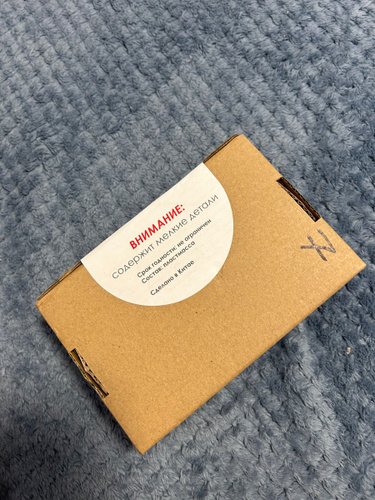 ВНИМАНИЕ:
содержит мелкие детали
Срок годности: не ограничен
Состав: пластмасса
Сделано в Китае